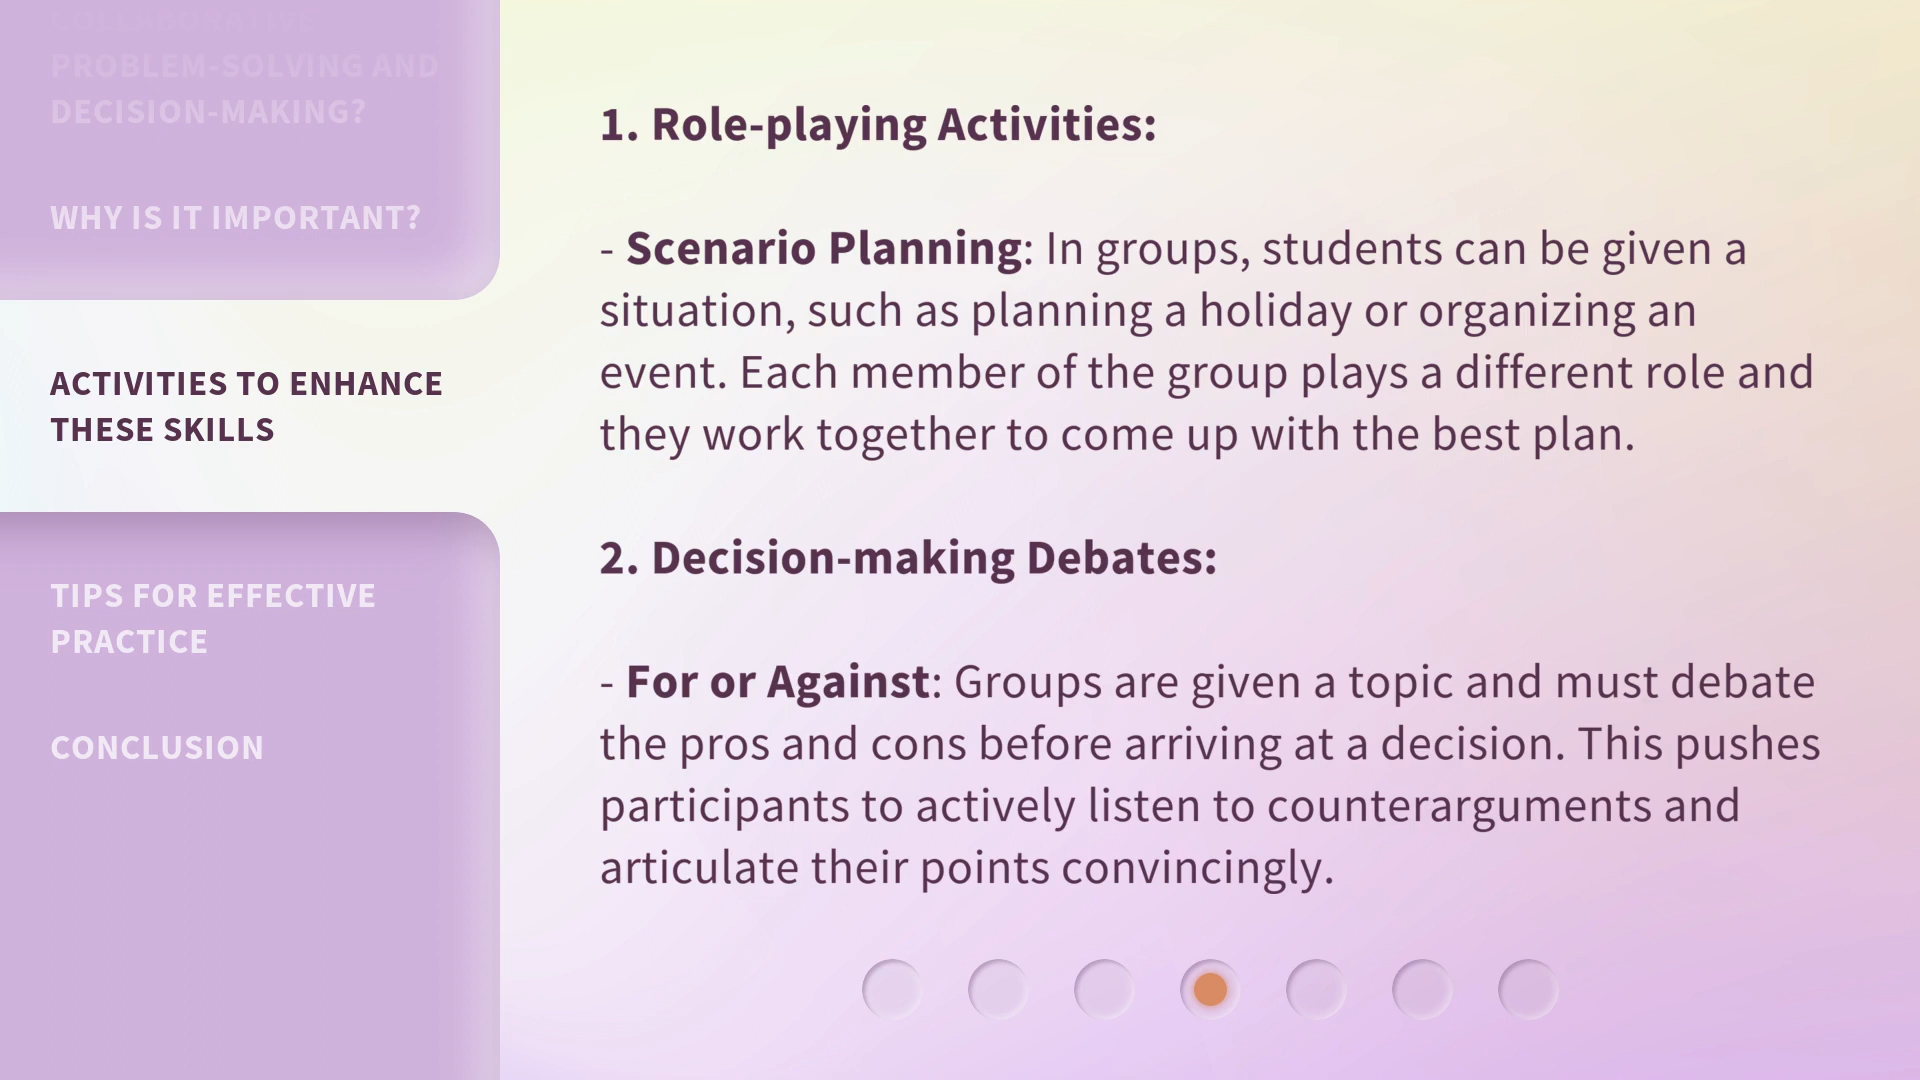 COLLABORATIVE
PROBLEM-SOLVING AND
DECISION-MAKING?
WHY IS IT IMPORTANT?
ACTIVITIES TO ENHANCE
THESE SKILLS
TIPS FOR EFFECTIVE
PRACTICE
CONCLUSION
1. Role-playing Activities:
- Scenario Planning: In groups, students can be given a
situation, such as planning a holiday or organizing an
event. Each member of the group plays a different role and
they work together to come up with the best plan.
2. Decision-making Debates:
- For or Against: Groups are given a topic and must debate
the pros and cons before arriving at a decision. This pushes
participants to actively listen to counterarguments and
articulate their points convincingly.